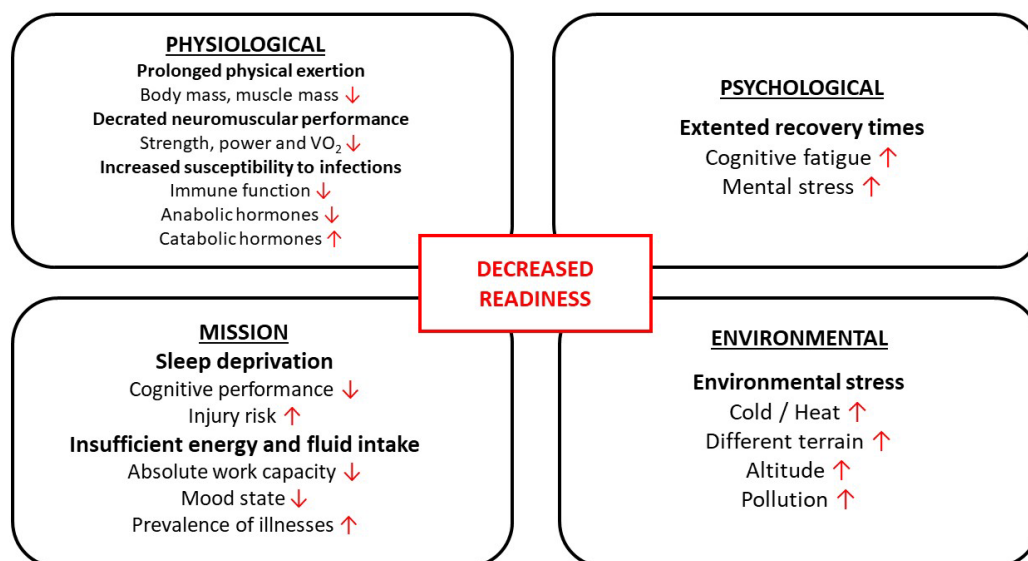 PHYSIOLOGICAL
Prolonged physical exertion
Body mass, muscle mass ↓
Decrated neuromuscular performance
Strength, power and VO₂ ↓
Increased susceptibility to infections
Immune function ↓
Anabolic hormones ↓
Catabolic hormones ↑
PSYCHOLOGICAL
Extented recovery times
Cognitive fatigue ↑
Mental stress ↑
DECREASED
READINESS
MISSION
Sleep deprivation
Cognitive performance ↓
Injury risk ↑
Insufficient energy and fluid intake
Absolute work capacity ↓
Mood state ↓
Prevalence of illnesses ↑
ENVIRONMENTAL
Environmental stress
Cold / Heat ↑
Different terrain ↑
Altitude ↑
Pollution ↑